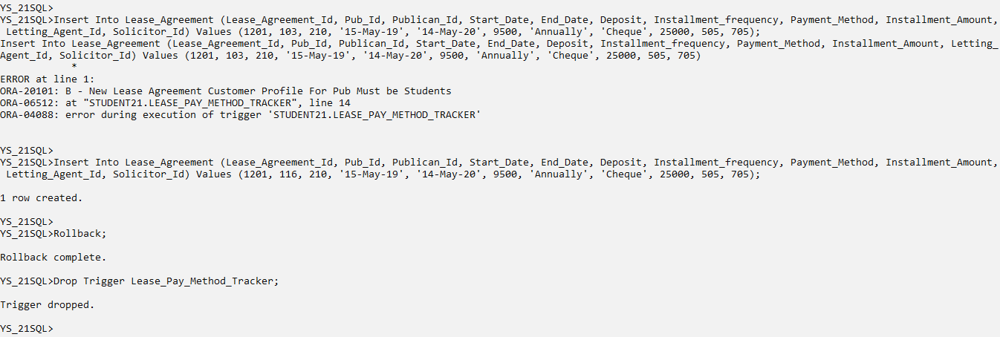 YS_21SQL>
YS_21SQL>Insert Into Lease_Agreement (Lease_Agreement_Id, Pub_Id, Publican_Id, Start_Date, End_Date, Deposit, Installment_frequency, Payment_Method, Installment_Amount,
Letting_Agent_Id, Solicitor_Id) Values (1201, 103, 210, '15-May-19', '14-May-20', 9500, 'Annually', 'Cheque', 25000, 505, 705);
Insert Into Lease_Agreement (Lease_Agreement_Id, Pub_Id, Publican_Id, Start_Date, End_Date, Deposit, Installment_frequency, Payment_Method, Installment_Amount, Letting_
Agent_Id, Solicitor_Id) Values (1201, 103, 210, '15-May-19', '14-May-20', 9500, 'Annually', 'Cheque', 25000, 505, 705)
*
ERROR at line 1:
ORA-20101: B - New Lease Agreement Customer Profile For Pub Must be Students
ORA-06512: at "STUDENT21.LEASE_PAY_METHOD_TRACKER", line 14
ORA-04088: error during execution of trigger 'STUDENT21.LEASE_PAY_METHOD_TRACKER'
YS_21SQL>
YS_21SQL>Insert Into Lease_Agreement (Lease_Agreement_Id, Pub_Id, Publican_Id, Start_Date, End_Date, Deposit, Installment_frequency, Payment_Method, Installment_Amount,
Letting_Agent_Id, Solicitor_Id) Values (1201, 116, 210, '15-May-19', '14-May-20', 9500, 'Annually', 'Cheque', 25000, 505, 705);
1 row created.
YS_21SQL>
YS_21SQL>Rollback;
Rollback complete.
YS_21SQL>Drop Trigger Lease_Pay_Method_Tracker;
Trigger dropped.
YS_21SQL>